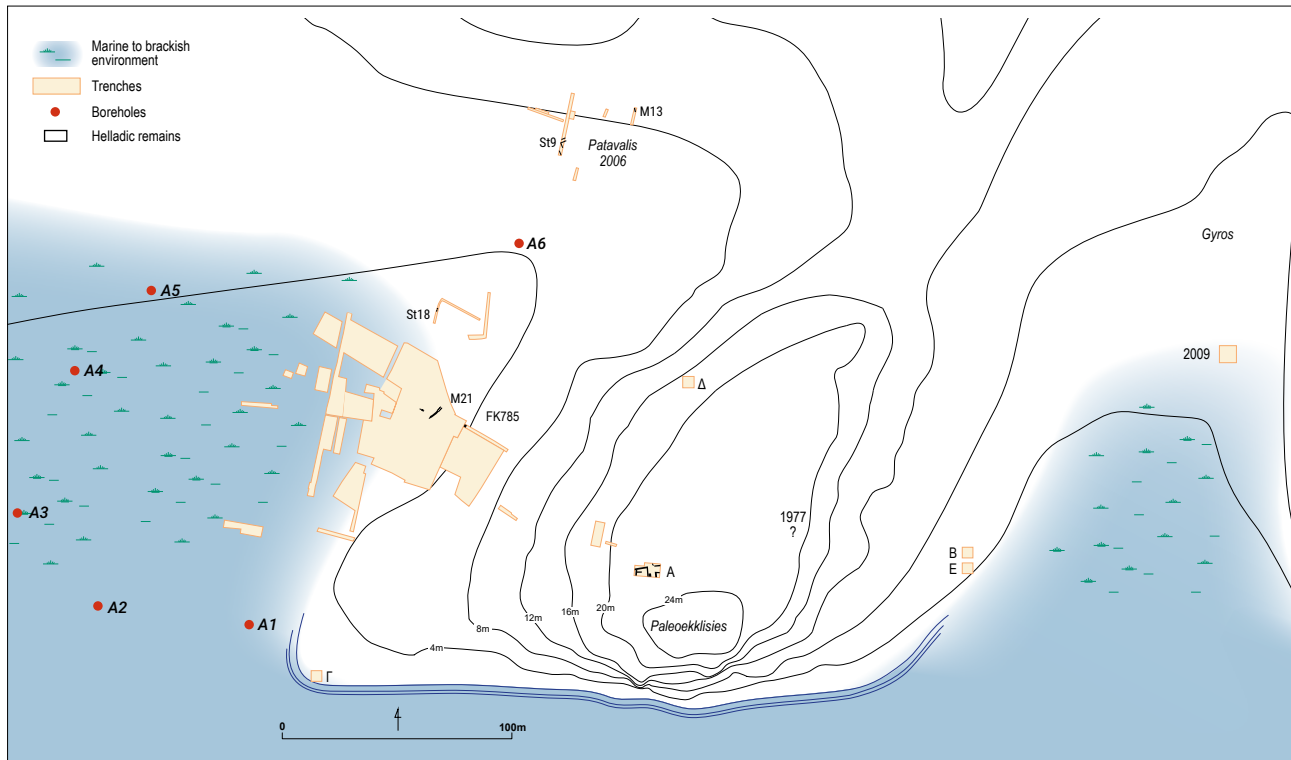 Marine to brackish
environment
Trenches
Boreholes
Helladic remains
M13
St9
Patavalis
2006
Gyros
A6
A5
St18
2009
A4
Δ
M21
FK785
A3
1977
?
B
E
A
A2
24m
20m
16m
12m
8m
4m
A1
Paleoekklisies
Γ
4
0
100m